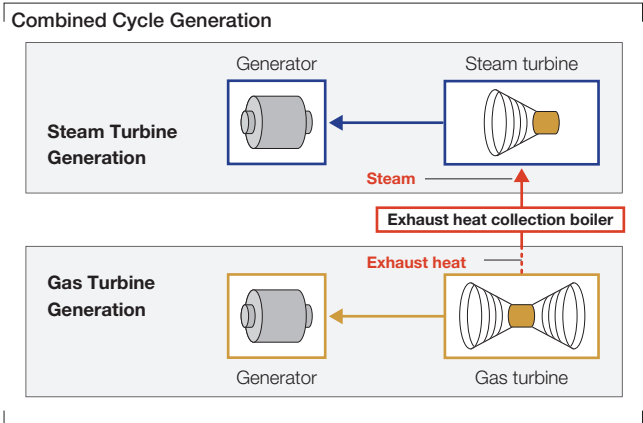 Combined Cycle Generation
Generator
Steam turbine
Steam Turbine
Generation
Steam
Exhaust heat collection boiler
Exhaust heat
Gas Turbine
Generation
Generator
Gas turbine